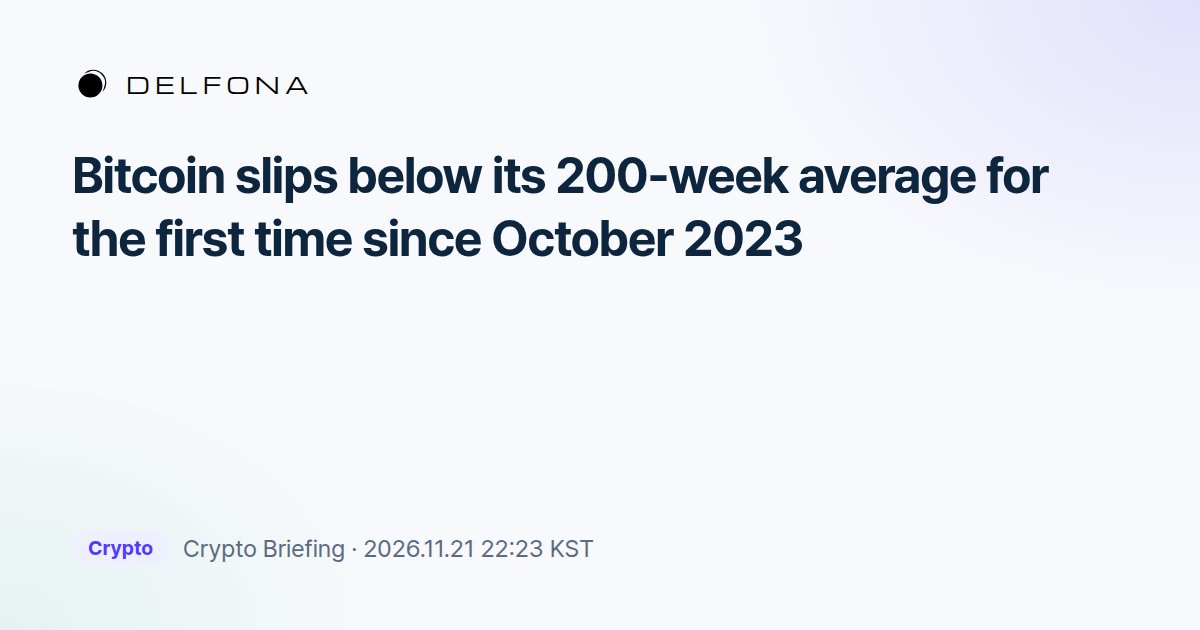 DELFONA
Bitcoin slips below its 200-week average for
the first time since October 2023
Crypto Crypto Briefing · 2026.11.21 22:23 KST